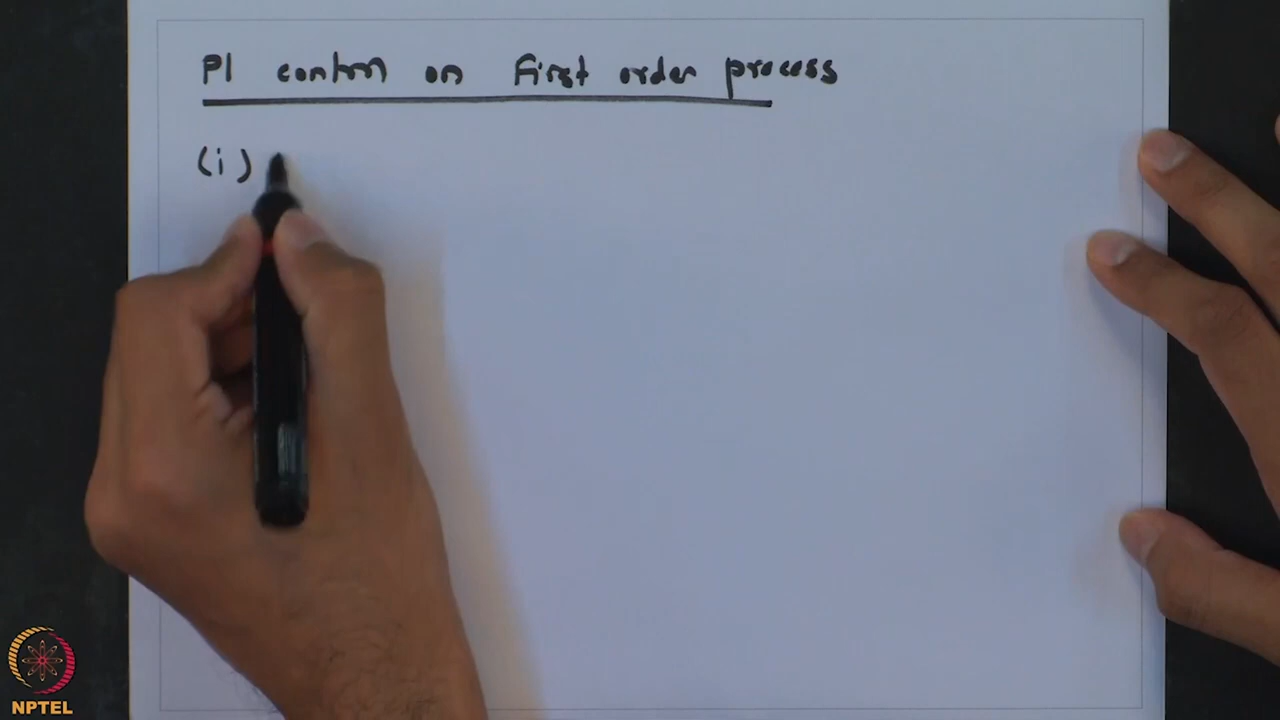 PI control on First order process
(i)
NPTEL